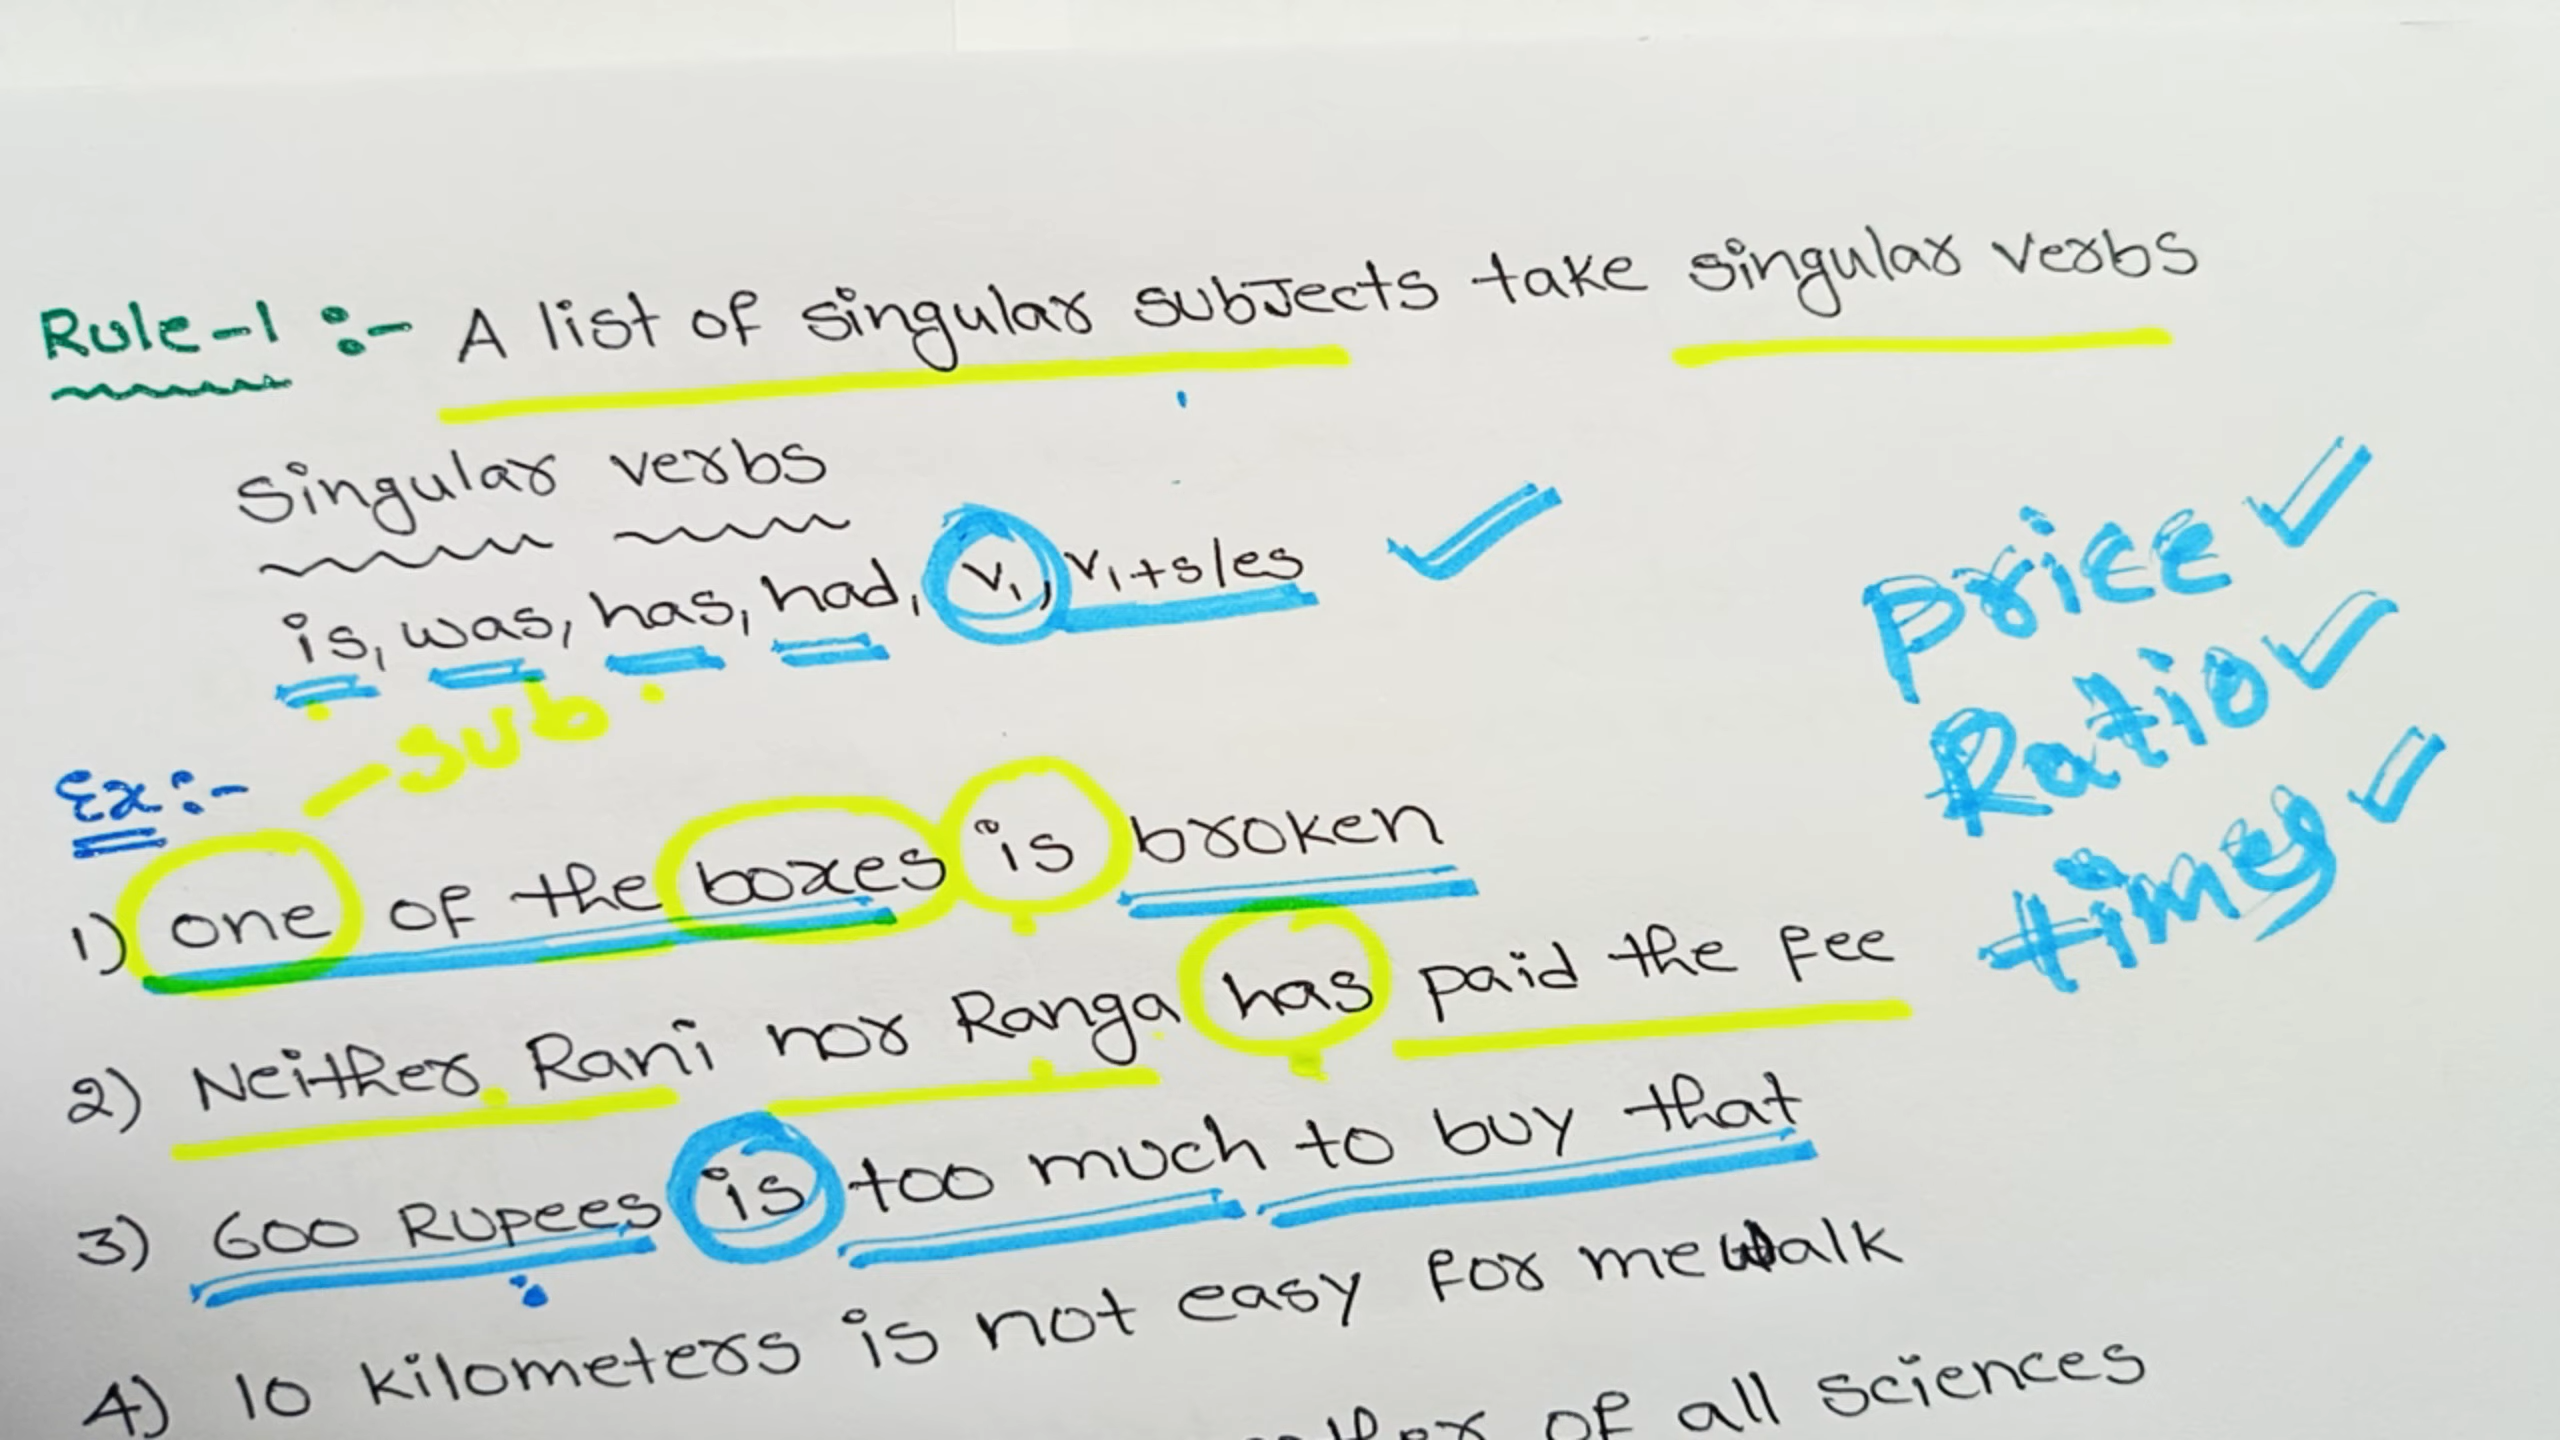 Rule-1 :- A list of singular subjects take singular verbs
Singular verbs
is, was, has, had, V1, V1+s/es
price
Ratio
times
sub
Ex:-
1) one of the boxes is broken
2) Neither Rani nor Ranga has paid the fee
3) 600 Rupees is too much to buy that
4) 10 kilometers is not easy for me walk
of all sciences